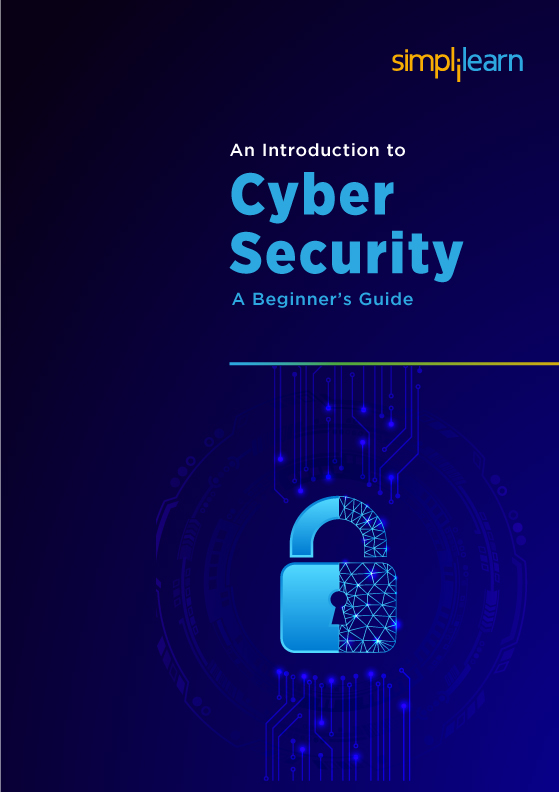 simplilearn
An Introduction to
Cyber
Security
A Beginner's Guide